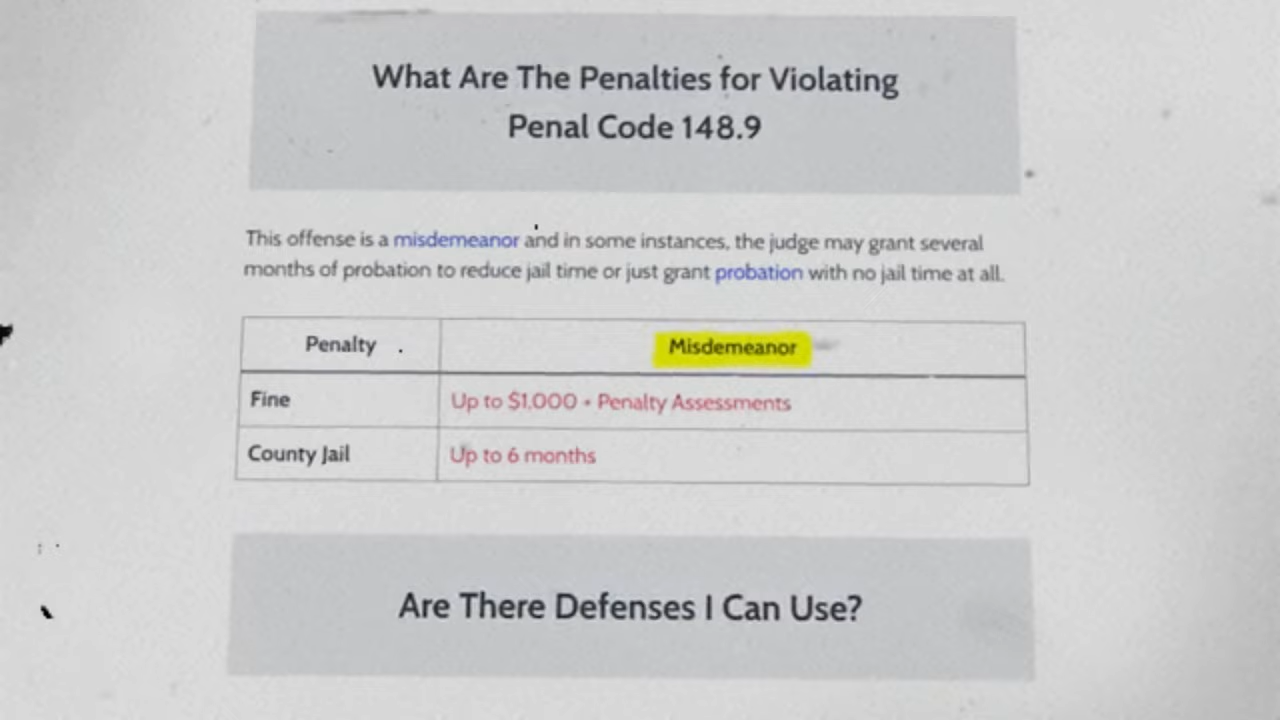 What Are The Penalties for Violating
Penal Code 148.9
This offense is a misdemeanor and in some instances, the judge may grant several
months of probation to reduce jail time or just grant probation with no jail time at all.
Penalty Misdemeanor
Fine Up to $1,000 + Penalty Assessments
County Jail Up to 6 months
Are There Defenses I Can Use?